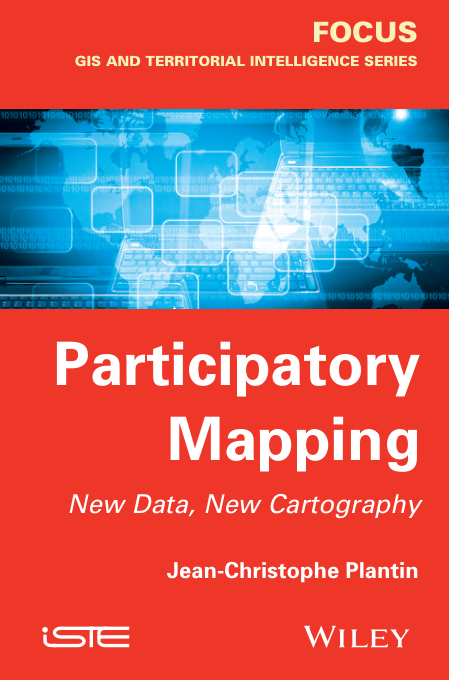 FOCUS
GIS AND TERRITORIAL INTELLIGENCE SERIES
Participatory
Mapping
New Data, New Cartography
Jean-Christophe Plantin
iSTE
WILEY